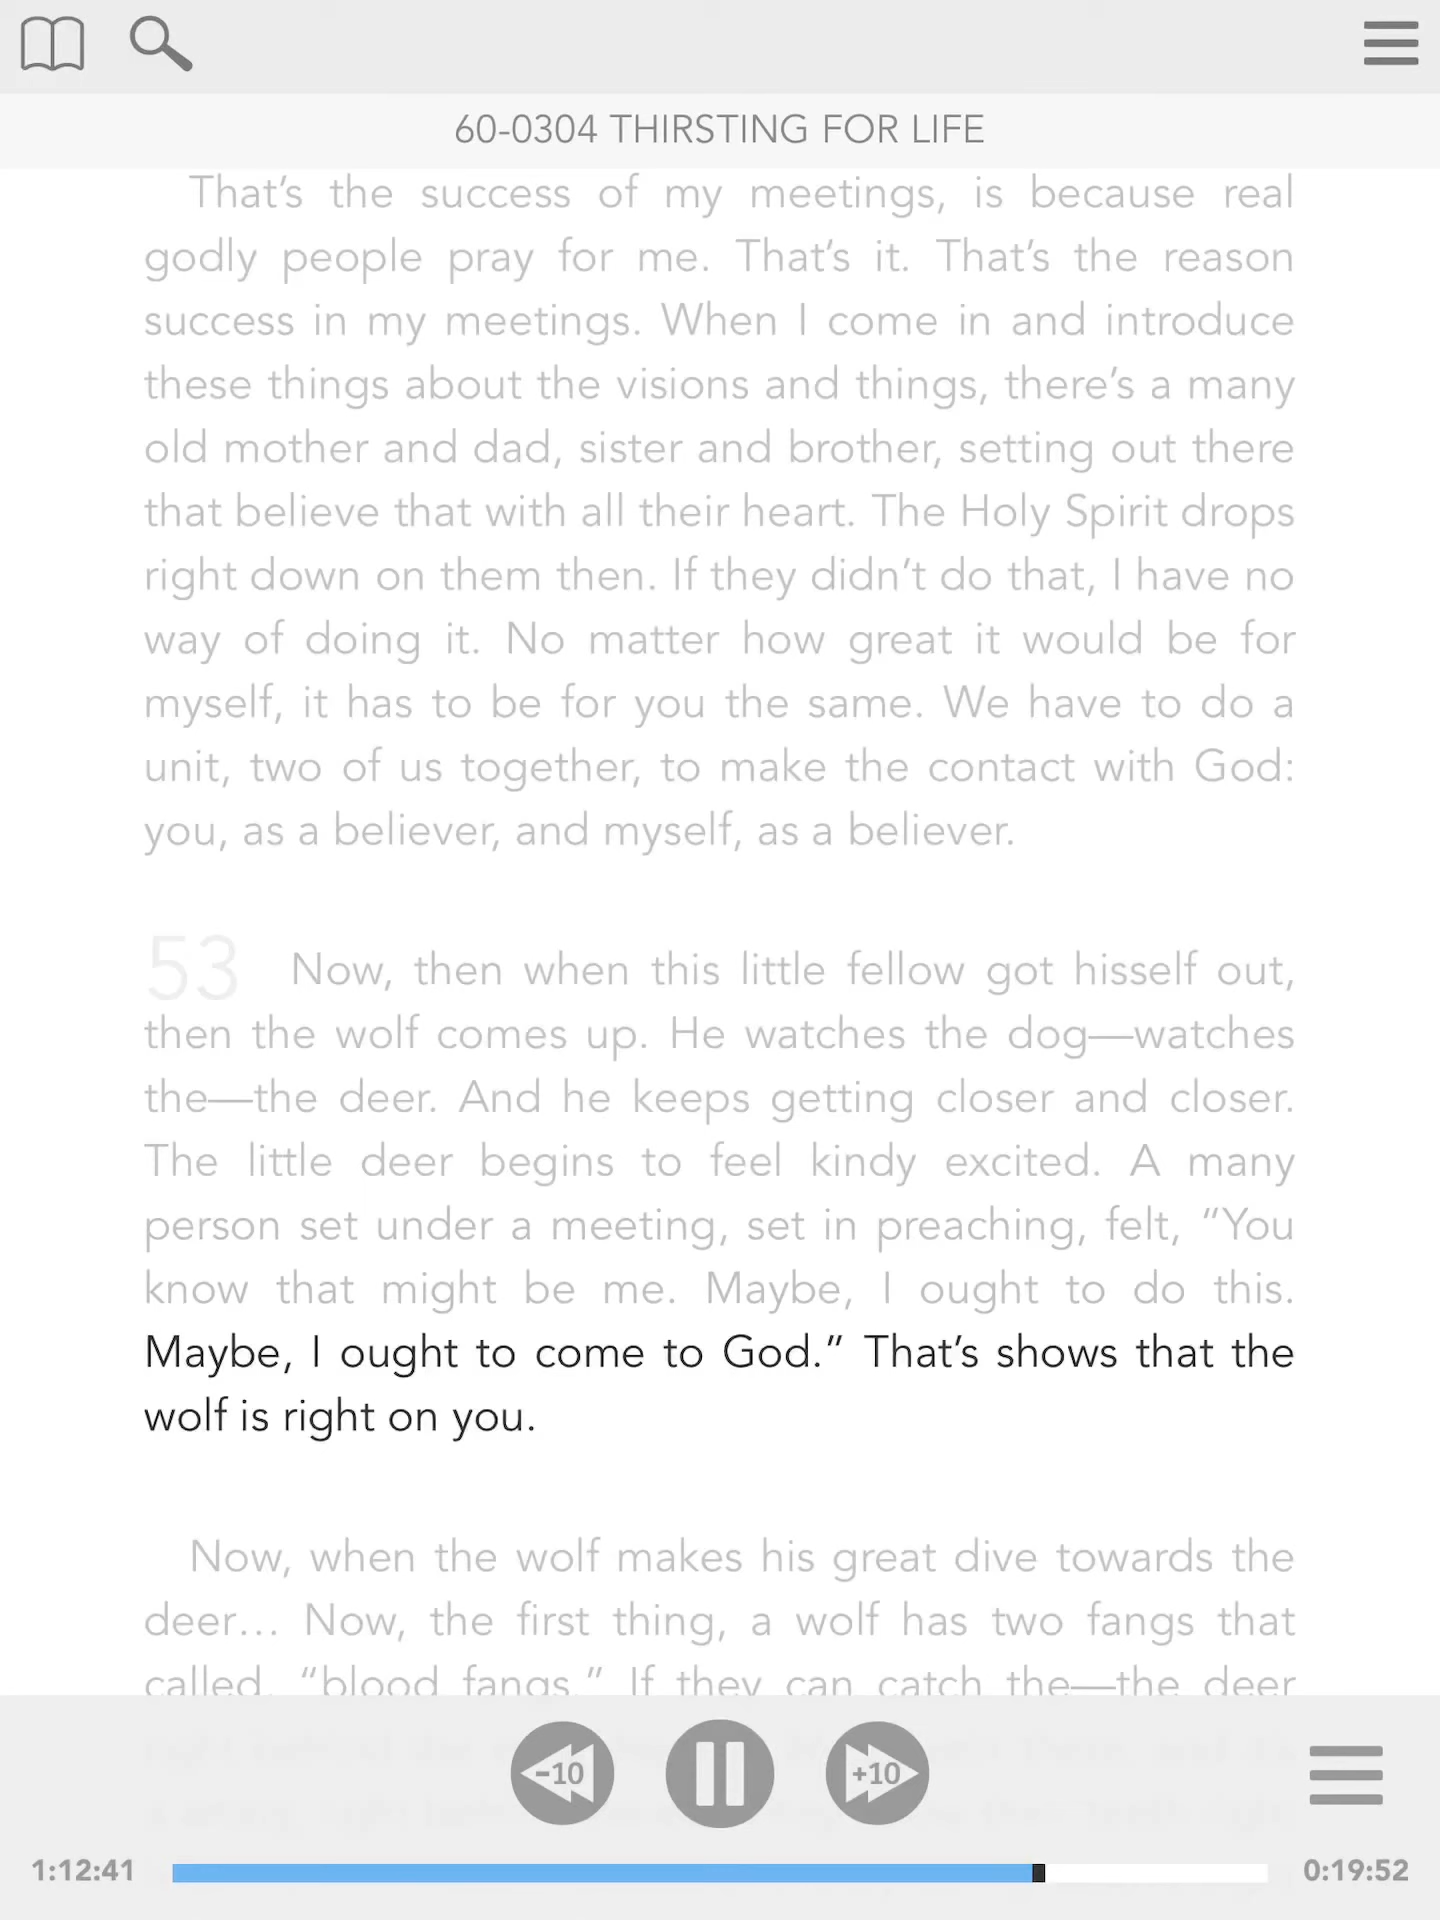 60-0304 THIRSTING FOR LIFE
That’s the success of my meetings, is because real
godly people pray for me. That’s it. That’s the reason
success in my meetings. When I come in and introduce
these things about the visions and things, there’s a many
old mother and dad, sister and brother, setting out there
that believe that with all their heart. The Holy Spirit drops
right down on them then. If they didn’t do that, I have no
way of doing it. No matter how great it would be for
myself, it has to be for you the same. We have to do a
unit, two of us together, to make the contact with God:
you, as a believer, and myself, as a believer.
53 Now, then when this little fellow got hisself out,
then the wolf comes up. He watches the dog—watches
the—the deer. And he keeps getting closer and closer.
The little deer begins to feel kindy excited. A many
person set under a meeting, set in preaching, felt, “You
know that might be me. Maybe, I ought to do this.
Maybe, I ought to come to God.” That’s shows that the
wolf is right on you.
Now, when the wolf makes his great dive towards the
deer… Now, the first thing, a wolf has two fangs that
called, “blood fangs.” If they can catch the—the deer
-10 +10
1:12:41 0:19:52